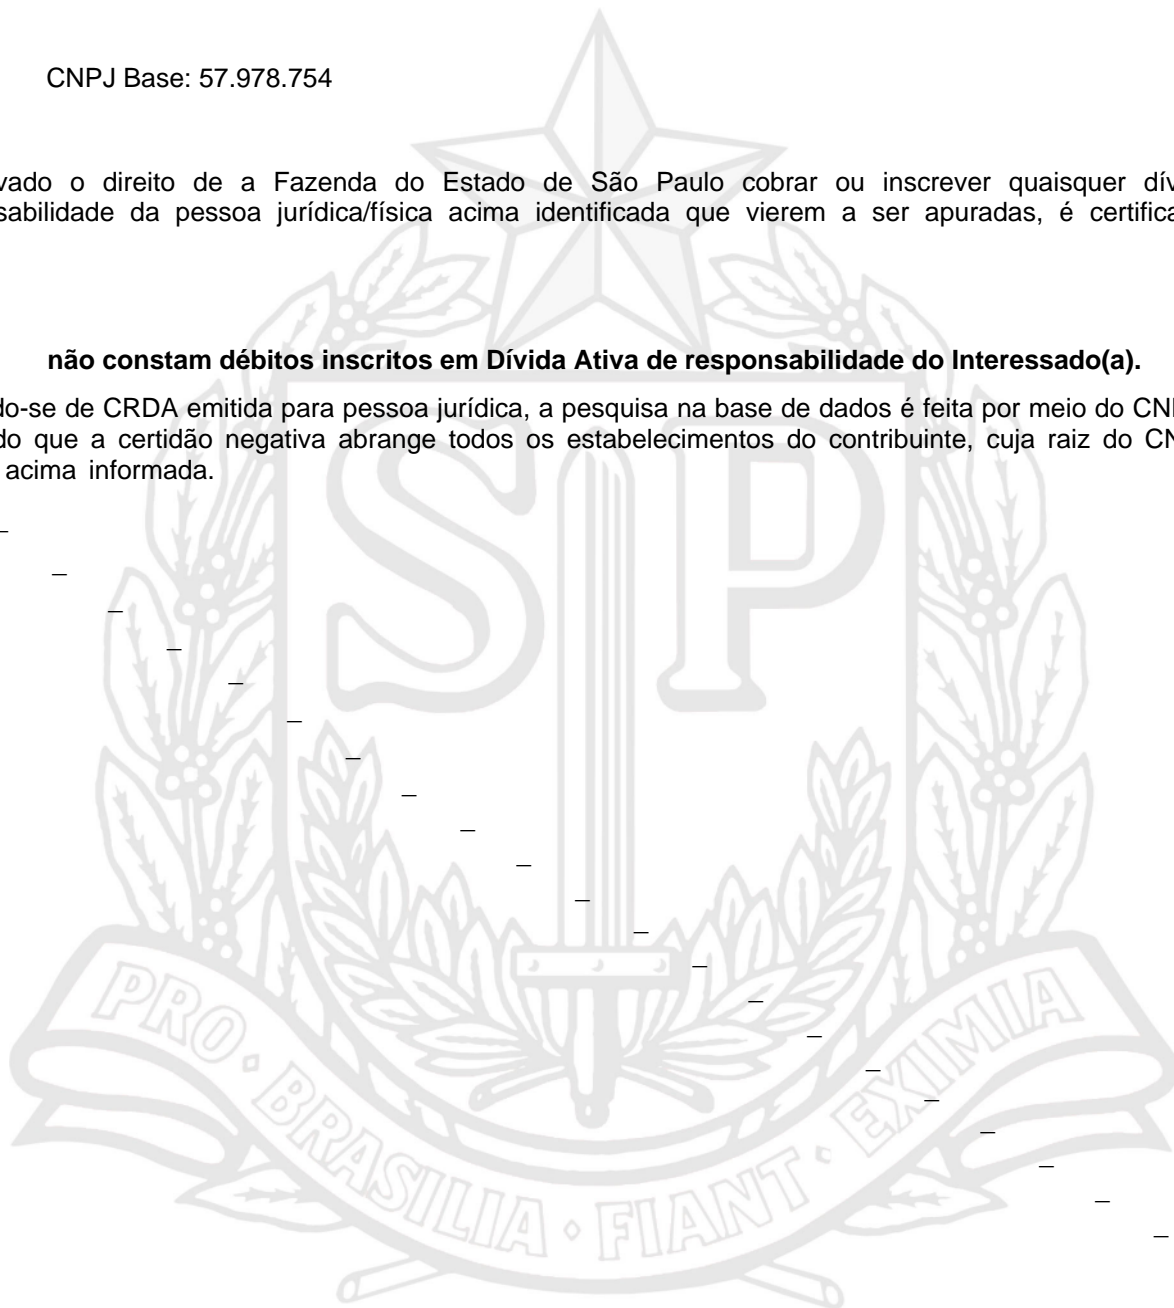 CNPJ Base: 57.978.754
vado o direito de a Fazenda do Estado de São Paulo cobrar ou inscrever quaisquer dív
sabilidade da pessoa jurídica/física acima identificada que vierem a ser apuradas, é certifica
não constam débitos inscritos em Dívida Ativa de responsabilidade do Interessado(a).
do-se de CRDA emitida para pessoa jurídica, a pesquisa na base de dados é feita por meio do CN
do que a certidão negativa abrange todos os estabelecimentos do contribuinte, cuja raiz do CN
acima informada.
SP
PRO • BRASILIA • FIANT • EXIMIA